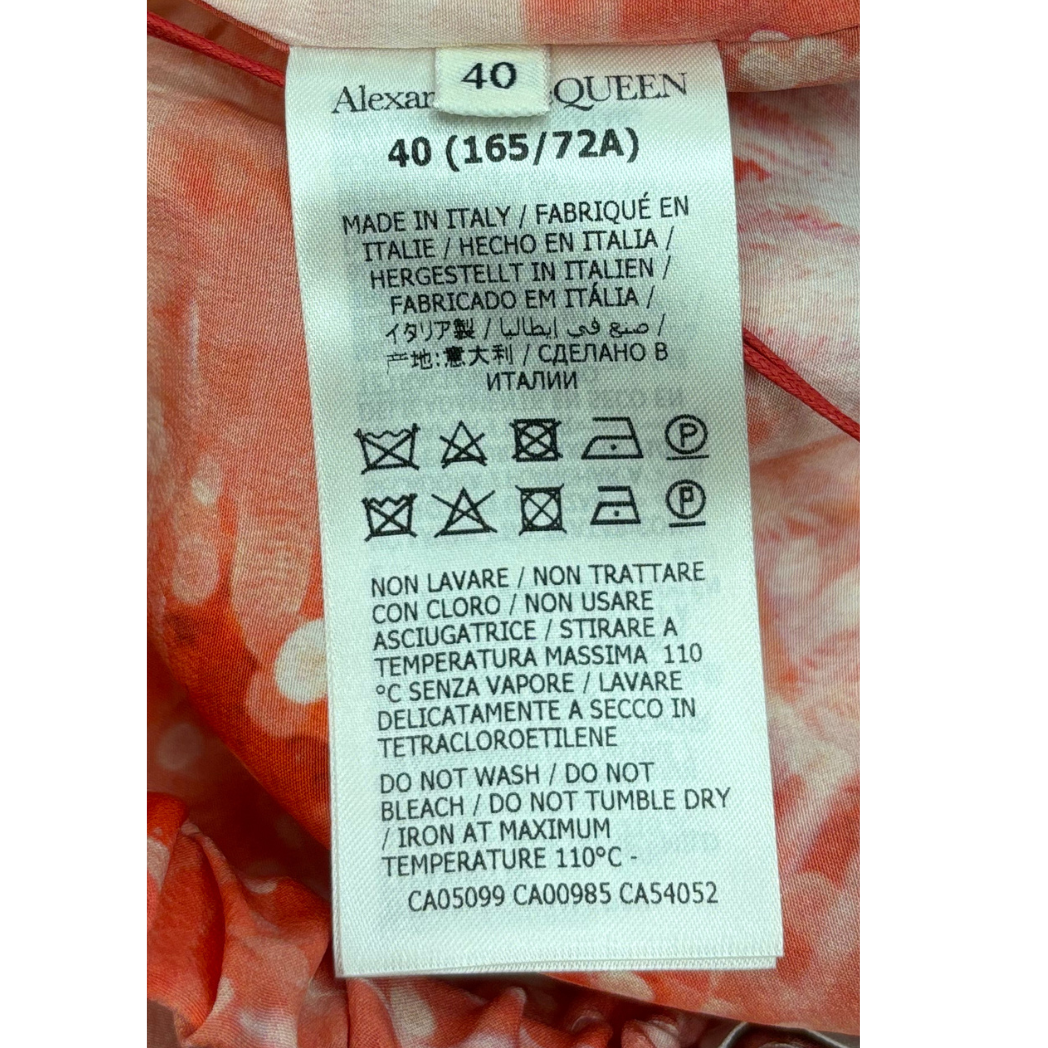 40
Alexan QUEEN
40 (165/72A)
MADE IN ITALY / FABRIQUÉ EN
ITALIE / HECHO EN ITALIA /
HERGESTELLT IN ITALIEN /
FABRICADO EM ITÁLIA /
イタリア製 / صنع في إيطاليا /
产地:意大利 / СДЕЛАНО В
ИТАЛИИ
P
P
NON LAVARE / NON TRATTARE
CON CLORO / NON USARE
ASCIUGATRICE / STIRARE A
TEMPERATURA MASSIMA 110
°C SENZA VAPORE / LAVARE
DELICATAMENTE A SECCO IN
TETRACLOROETILENE
DO NOT WASH / DO NOT
BLEACH / DO NOT TUMBLE DRY
/ IRON AT MAXIMUM
TEMPERATURE 110°C -
CA05099 CA00985 CA54052